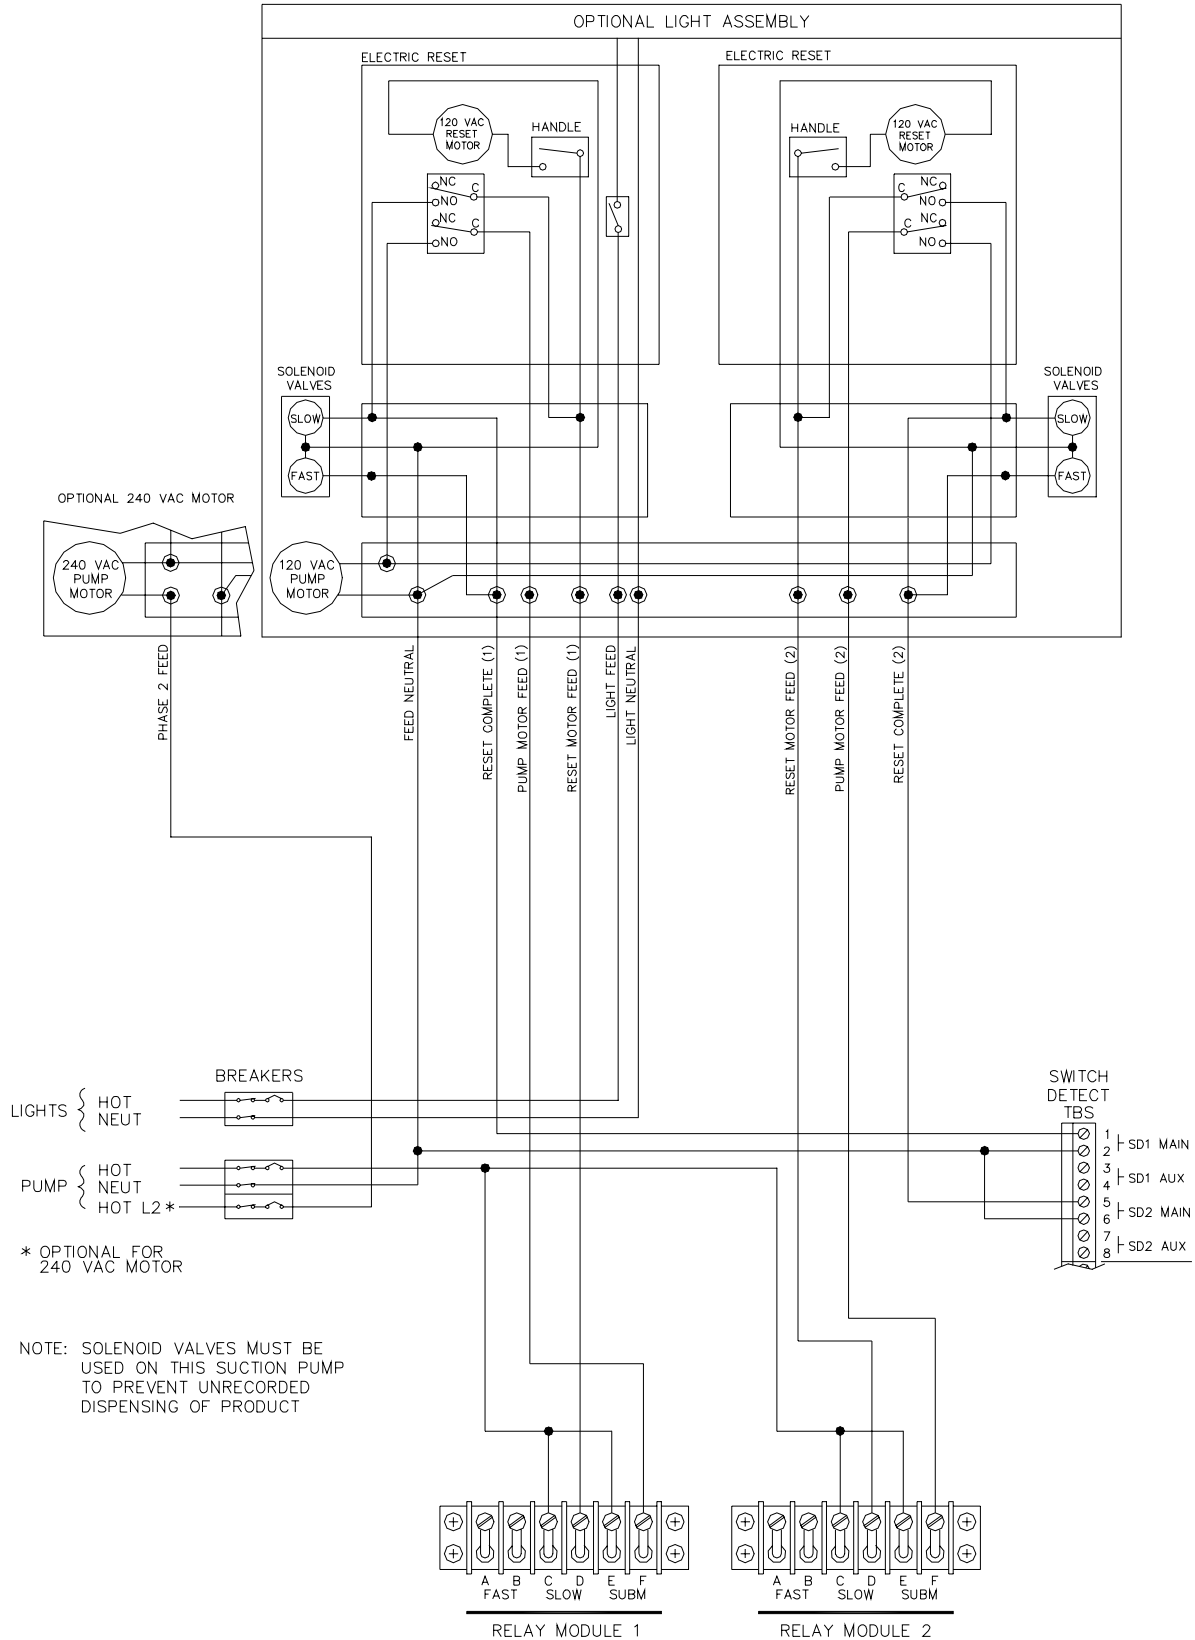 OPTIONAL LIGHT ASSEMBLY
ELECTRIC RESET
ELECTRIC RESET
120 VAC
RESET
MOTOR
HANDLE
HANDLE
120 VAC
RESET
MOTOR
NC
C
NO
NC
C
NO
NC
C
NO
NC
C
NO
SOLENOID
VALVES
SLOW
FAST
SOLENOID
VALVES
SLOW
FAST
OPTIONAL 240 VAC MOTOR
240 VAC
PUMP
MOTOR
120 VAC
PUMP
MOTOR
PHASE 2 FEED
FEED NEUTRAL
RESET COMPLETE (1)
PUMP MOTOR FEED (1)
RESET MOTOR FEED (1)
LIGHT FEED
LIGHT NEUTRAL
RESET MOTOR FEED (2)
PUMP MOTOR FEED (2)
RESET COMPLETE (2)
BREAKERS
LIGHTS { HOT
NEUT
PUMP { HOT
NEUT
HOT L2 *
* OPTIONAL FOR
240 VAC MOTOR
SWITCH
DETECT
TBS
1
2
SD1 MAIN
3
4
SD1 AUX
5
6
SD2 MAIN
7
8
SD2 AUX
NOTE: SOLENOID VALVES MUST BE
USED ON THIS SUCTION PUMP
TO PREVENT UNRECORDED
DISPENSING OF PRODUCT
A B C D E F
FAST SLOW SUBM
RELAY MODULE 1
A B C D E F
FAST SLOW SUBM
RELAY MODULE 2